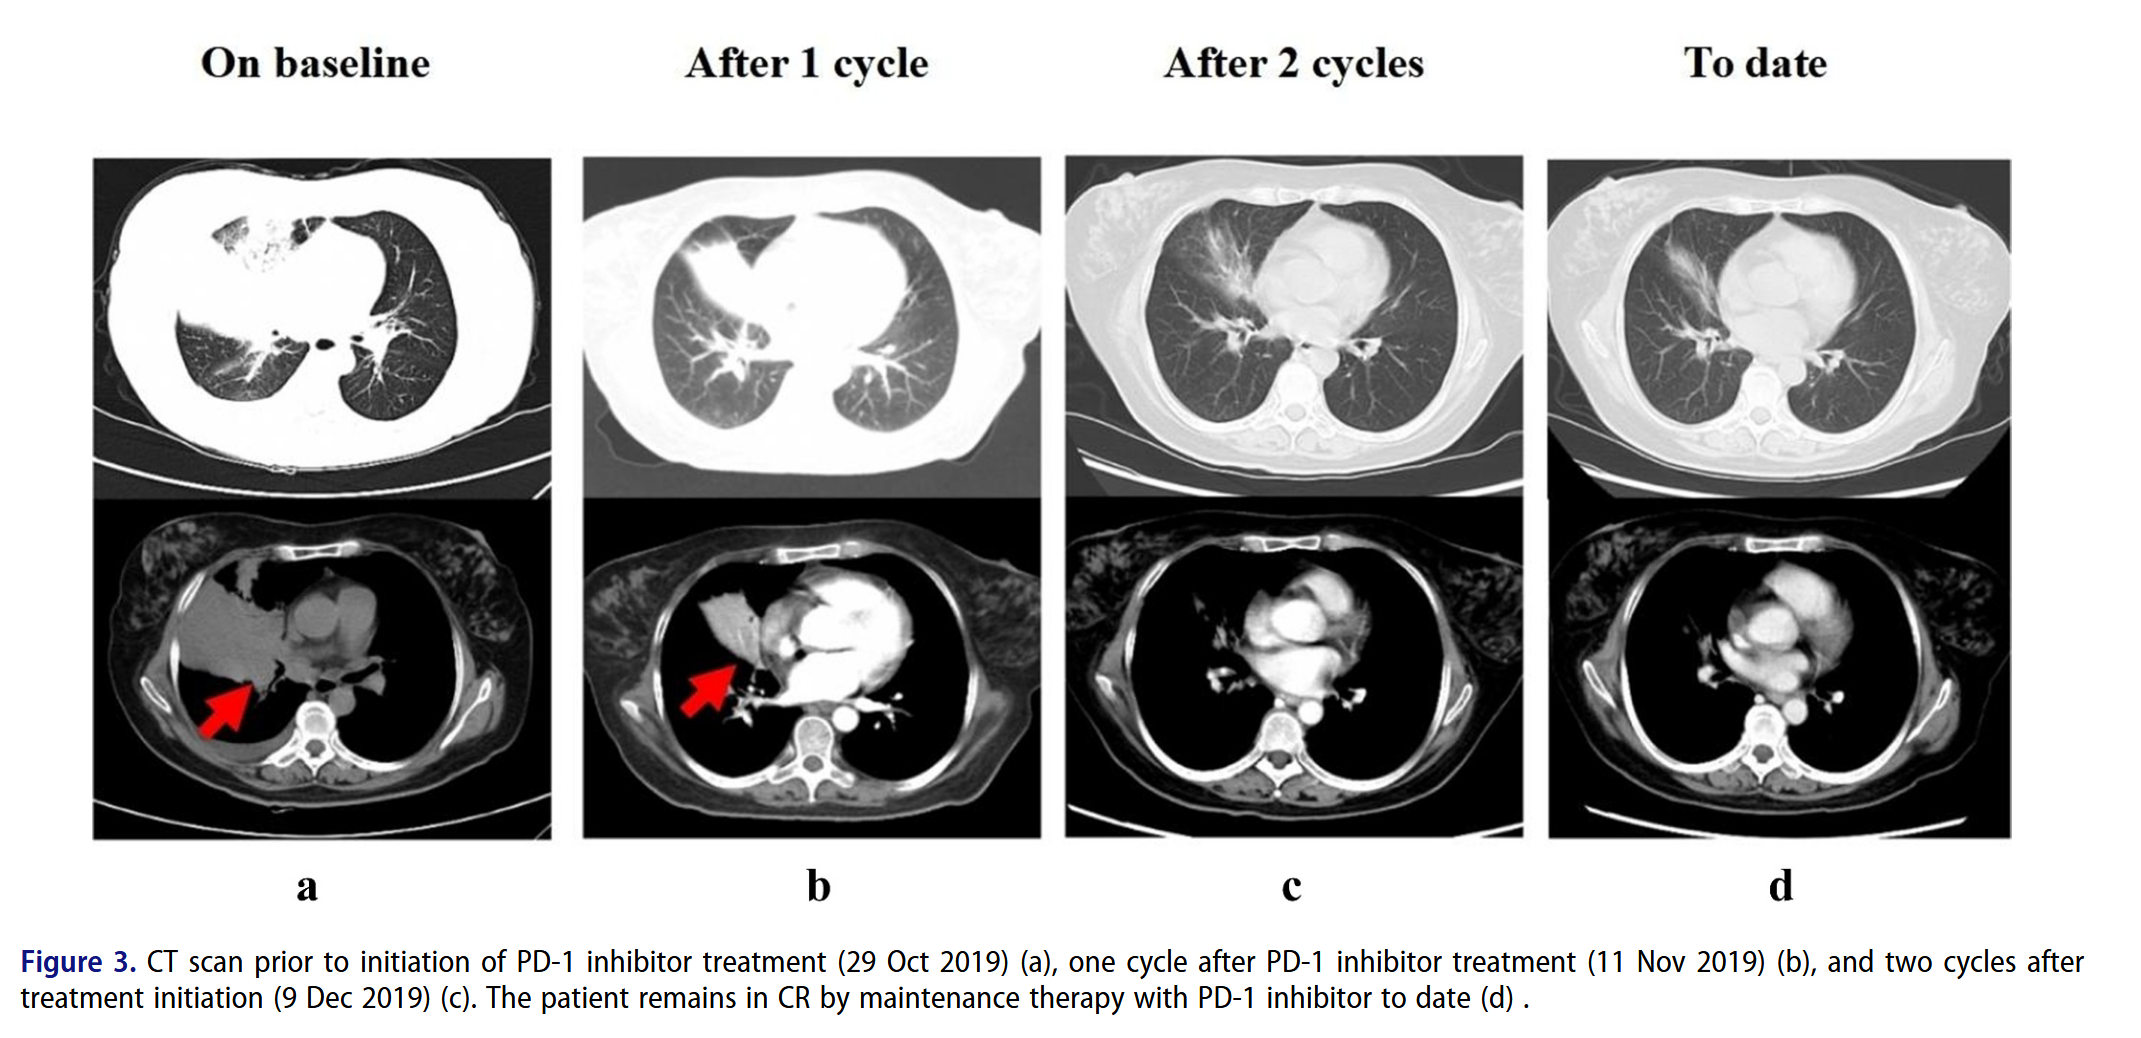 On baseline
After 1 cycle
After 2 cycles
To date
a
b
c
d
Figure 3. CT scan prior to initiation of PD-1 inhibitor treatment (29 Oct 2019) (a), one cycle after PD-1 inhibitor treatment (11 Nov 2019) (b), and two cycles after
treatment initiation (9 Dec 2019) (c). The patient remains in CR by maintenance therapy with PD-1 inhibitor to date (d) .